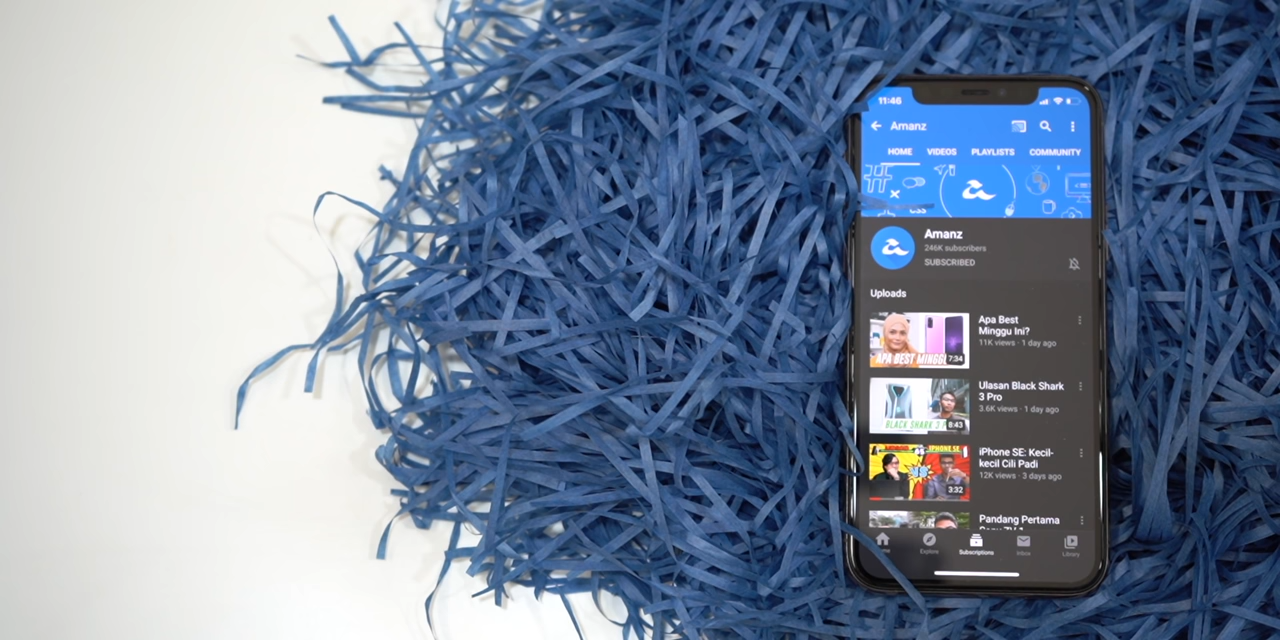 11:46
Amanz
HOME VIDEOS PLAYLISTS COMMUNITY
#
CSS
Amanz
246K subscribers
SUBSCRIBED
Uploads
APA BEST MINGGU
7:34
Apa Best
Minggu Ini?
11K views · 1 day ago
BLACK SHARK 3
8:43
Ulasan Black Shark
3 Pro
3.6K views · 1 day ago
IPHONE SE
3:32
iPhone SE: Kecil-
kecil Cili Padi
12K views · 3 days ago
Pandang Pertama
Explore Subscriptions Inbox Library